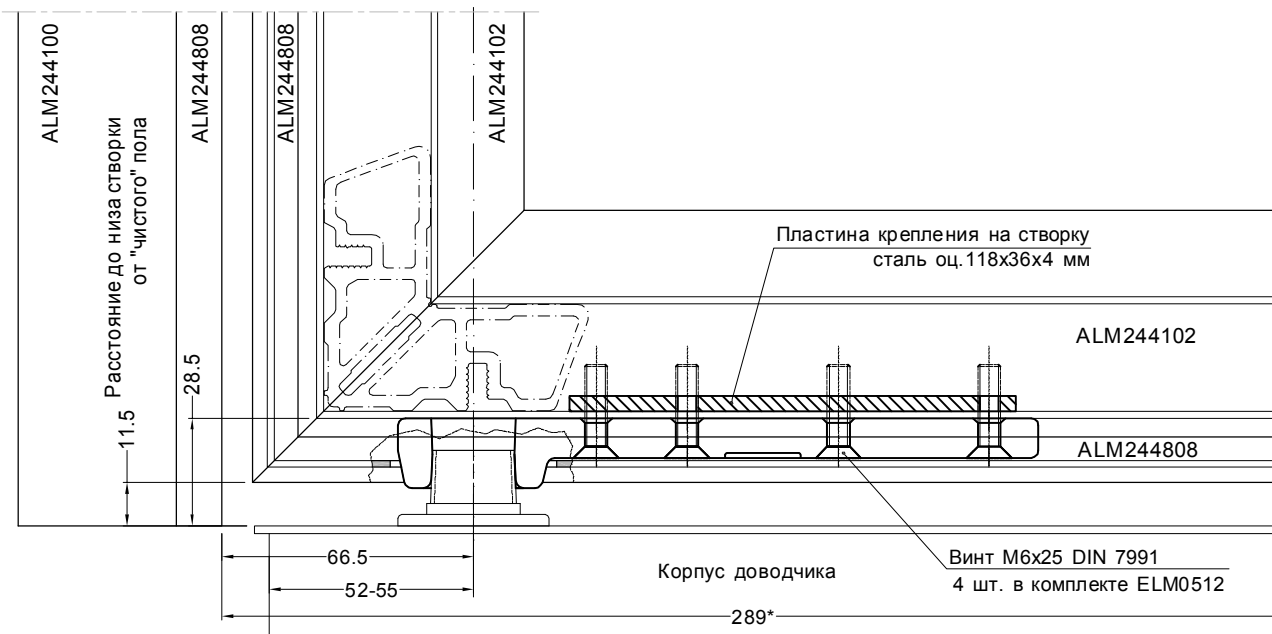 ALM244100
Расстояние до низа створки
от "чистого" пола
ALM244808
ALM244808
ALM244102
Пластина крепления на створку
сталь оц.118х36х4 мм
ALM244102
28.5
11.5
ALM244808
66.5
52-55
Корпус доводчика
Винт М6х25 DIN 7991
4 шт. в комплекте ELM0512
289*